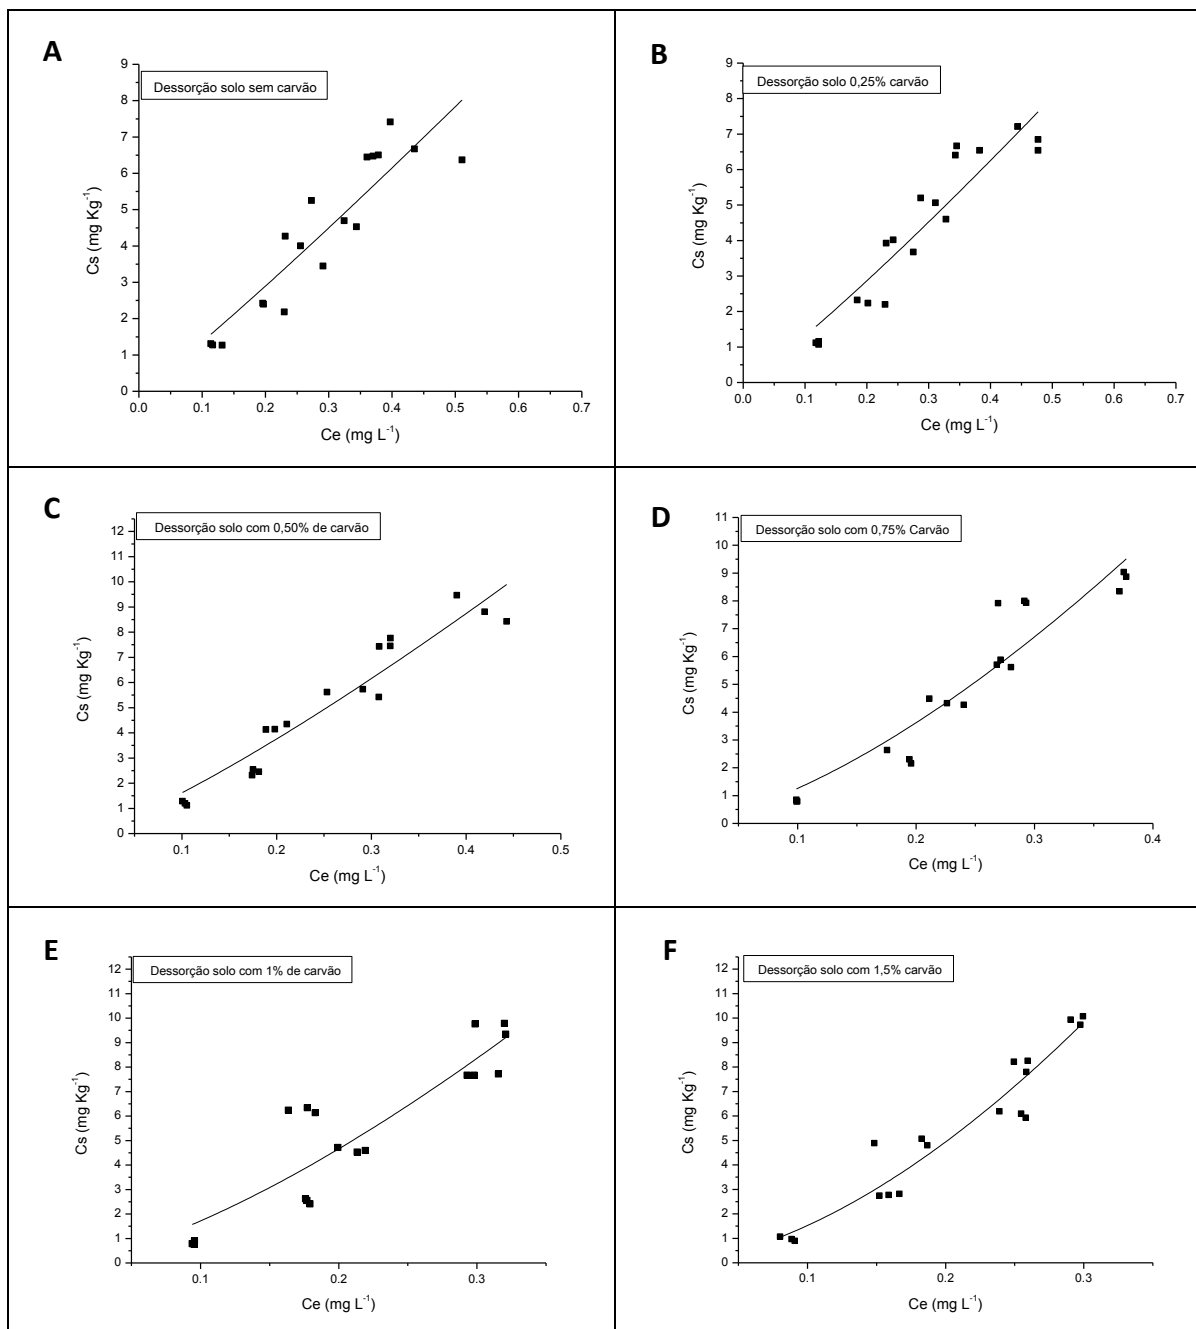 A
Dessorção solo sem carvão
Cs (mg Kg-1)
9
8
7
6
5
4
3
2
1
0
0.0 0.1 0.2 0.3 0.4 0.5 0.6 0.7
Ce (mg L-1)
B
Dessorção solo 0,25% carvão
Cs (mg Kg-1)
9
8
7
6
5
4
3
2
1
0
0.0 0.1 0.2 0.3 0.4 0.5 0.6 0.7
Ce (mg L-1)
C
Dessorção solo com 0,50% de carvão
Cs (mg Kg-1)
12
11
10
9
8
7
6
5
4
3
2
1
0
0.1 0.2 0.3 0.4 0.5
Ce (mg L-1)
D
Dessorção solo com 0,75% Carvão
Cs (mg Kg-1)
11
10
9
8
7
6
5
4
3
2
1
0
0.1 0.2 0.3 0.4
Ce (mg L-1)
E
Dessorção solo com 1% de carvão
Cs (mg Kg-1)
12
11
10
9
8
7
6
5
4
3
2
1
0
0.1 0.2 0.3
Ce (mg L-1)
F
Dessorção solo com 1,5% carvão
Cs (mg Kg-1)
12
11
10
9
8
7
6
5
4
3
2
1
0
0.1 0.2 0.3
Ce (mg L-1)